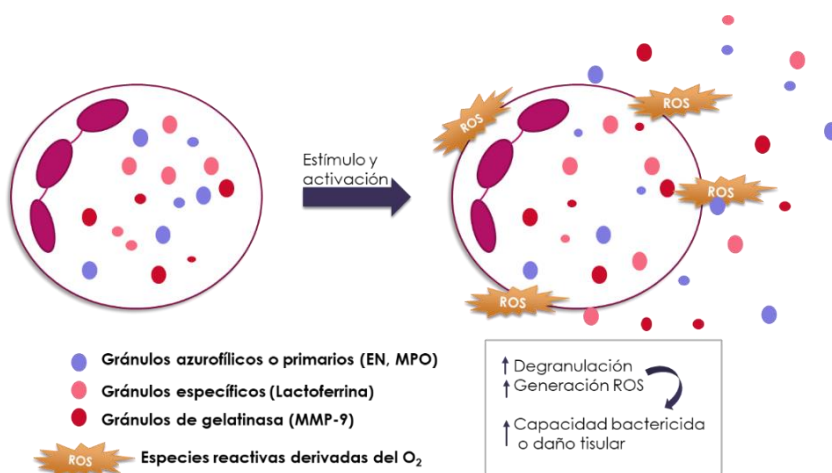 Estímulo y
activación
ROS
ROS
ROS
ROS
Gránulos azurofílicos o primarios (EN, MPO)
Gránulos específicos (Lactoferrina)
Gránulos de gelatinasa (MMP-9)
ROS Especies reactivas derivadas del O₂
Degranulación
Generación ROS
Capacidad bactericida
o daño tisular